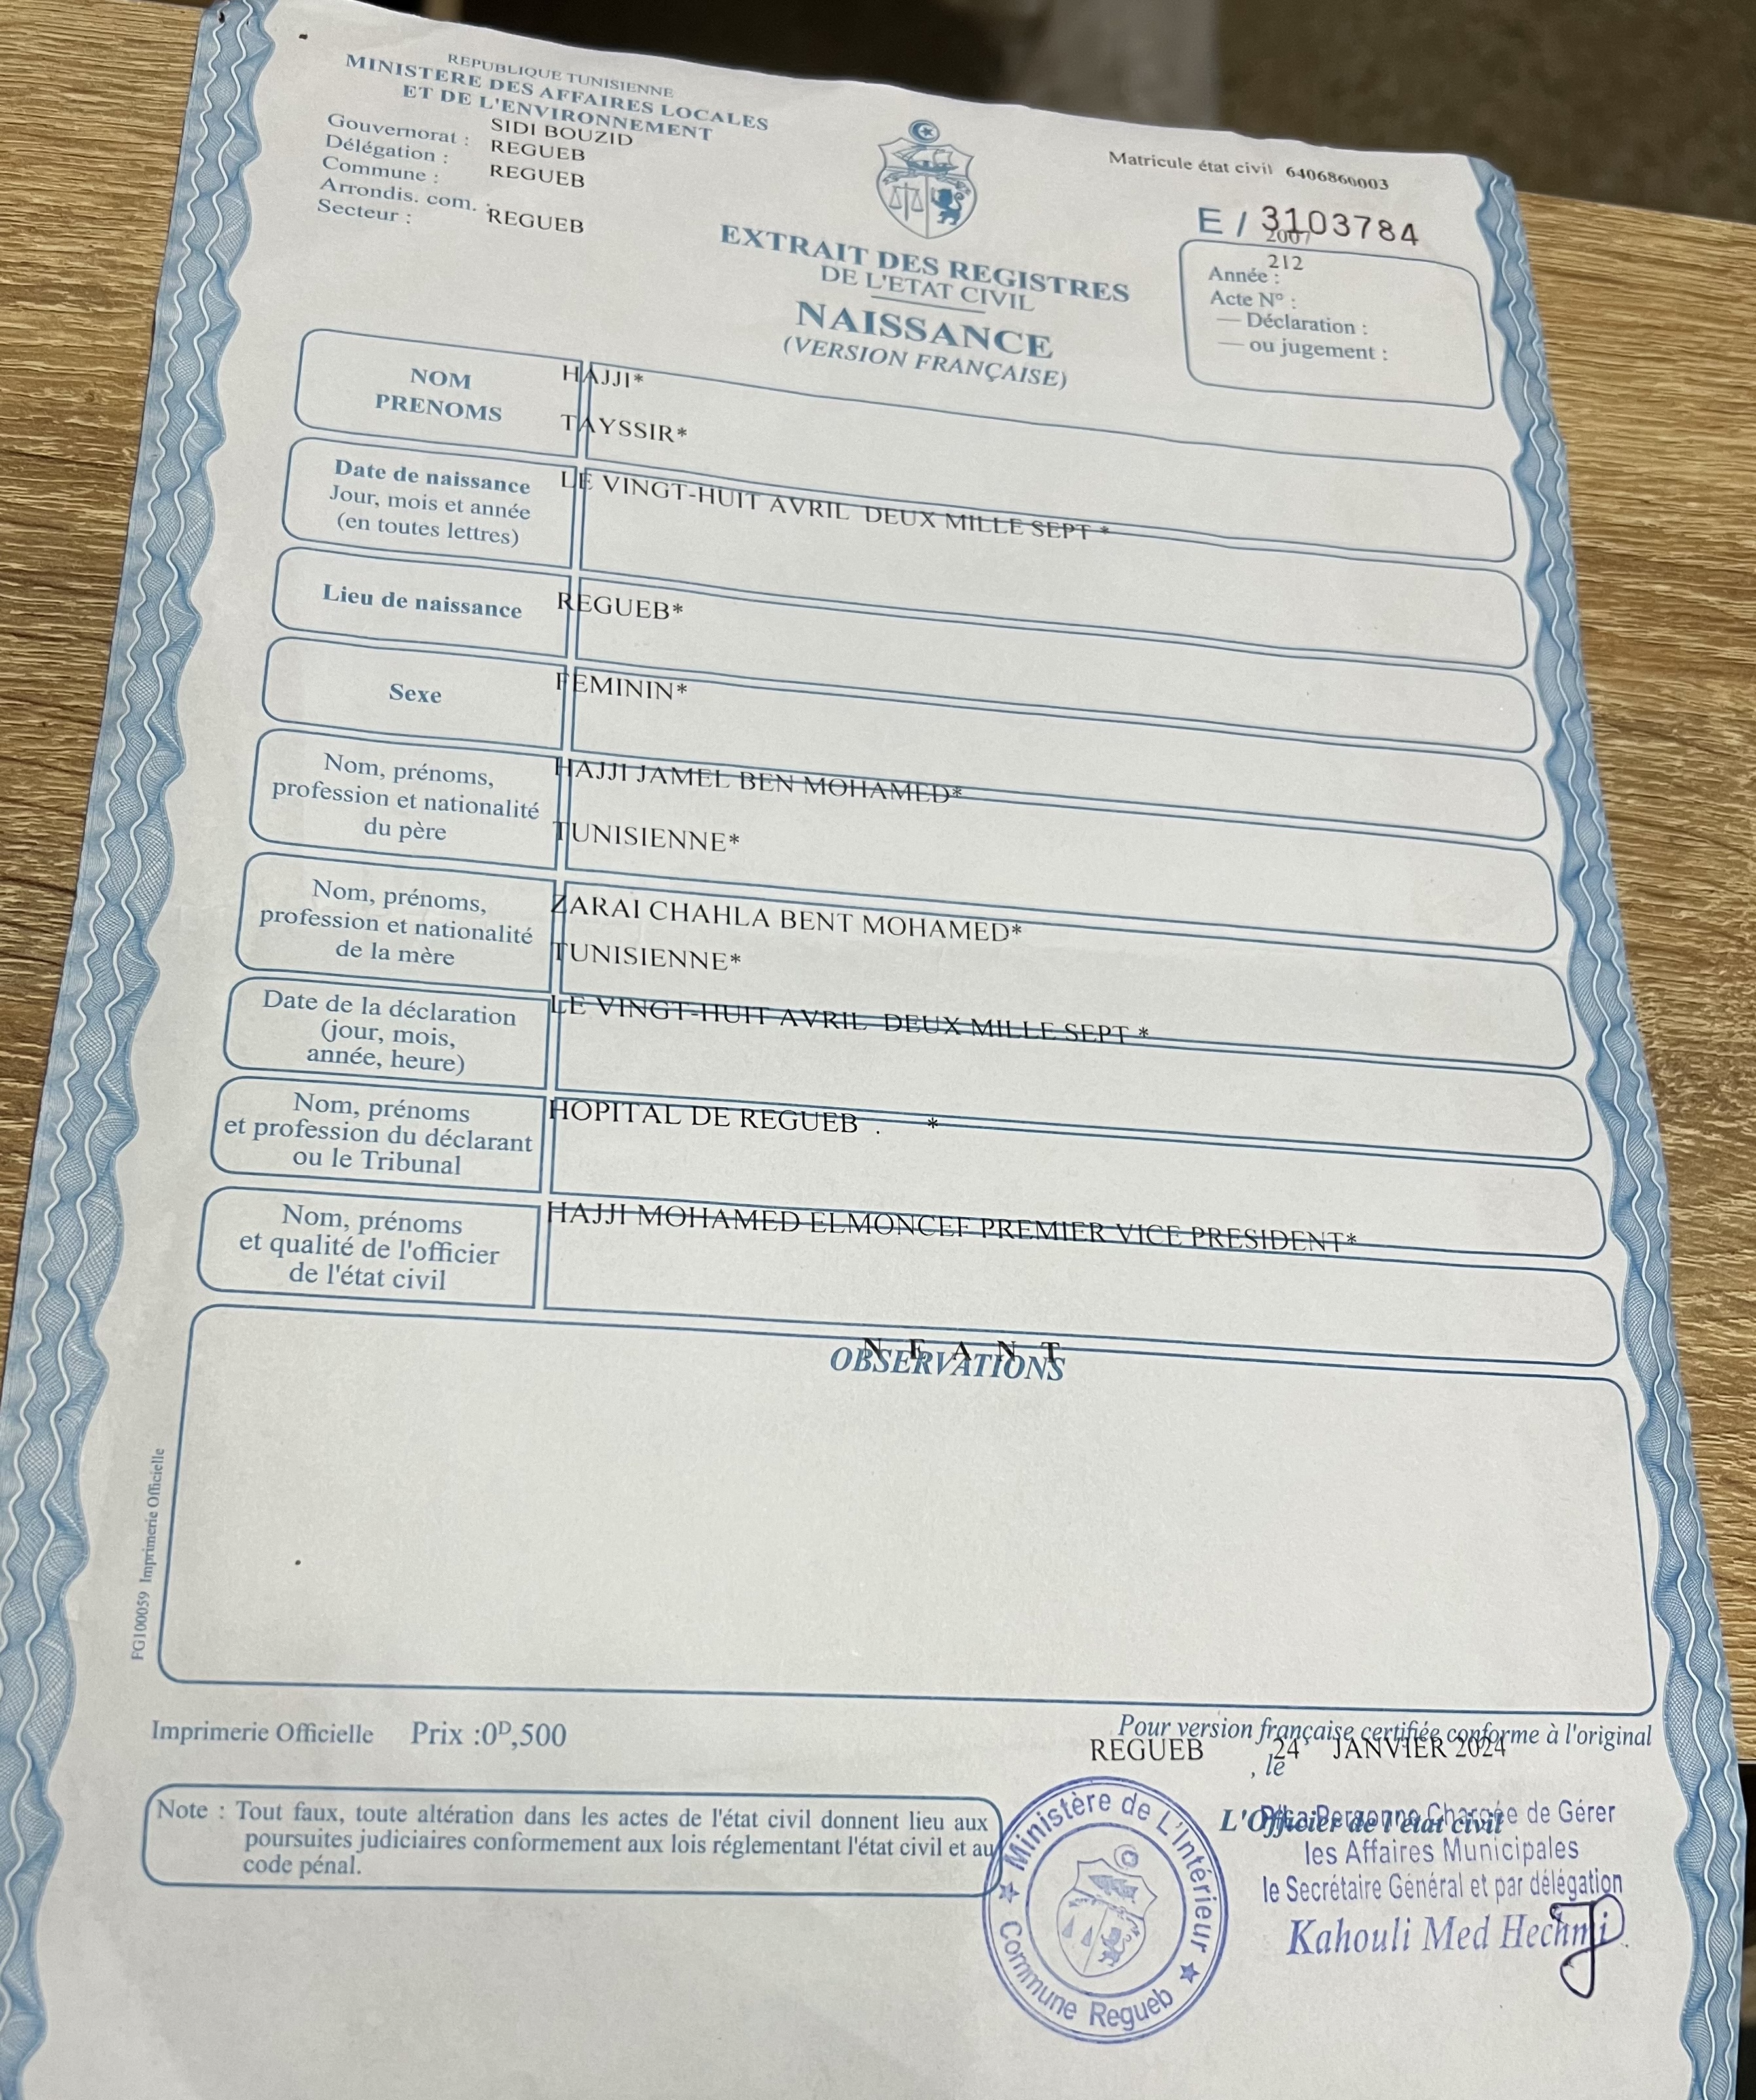 REPUBLIQUE TUNISIENNE
MINISTERE DES AFFAIRES LOCALES
ET DE L'ENVIRONNEMENT
Gouvernorat : SIDI BOUZID
Délégation : REGUEB
Commune : REGUEB
Arrondis. com. :
Secteur : REGUEB
Matricule état civil 6406860003
E / 3103784
2007
212
Année :
Acte N° :
— Déclaration :
— ou jugement :
EXTRAIT DES REGISTRES
DE L'ETAT CIVIL
NAISSANCE
(VERSION FRANÇAISE)
NOM HAJJI*
PRENOMS TAYSSIR*
Date de naissance LE VINGT-HUIT AVRIL DEUX MILLE SEPT *
Jour, mois et année
(en toutes lettres)
Lieu de naissance REGUEB*
Sexe FEMININ*
Nom, prénoms, HAJJI JAMEL BEN MOHAMED*
profession et nationalité
du père TUNISIENNE*
Nom, prénoms, ZARAI CHAHLA BENT MOHAMED*
profession et nationalité
de la mère TUNISIENNE*
Date de la déclaration LE VINGT-HUIT AVRIL DEUX MILLE SEPT *
(jour, mois,
année, heure)
Nom, prénoms HOPITAL DE REGUEB . *
et profession du déclarant
ou le Tribunal
Nom, prénoms HAJJI MOHAMED ELMONCEF PREMIER VICE PRESIDENT*
et qualité de l'officier
de l'état civil
N E A N T
OBSERVATIONS
FG100059 Imprimerie Officielle
Imprimerie Officielle Prix :0ᴰ,500
Pour version française certifiée conforme à l'original
REGUEB , le 24 JANVIER 2024
Note : Tout faux, toute altération dans les actes de l'état civil donnent lieu aux
poursuites judiciaires conformement aux lois réglementant l'état civil et au
code pénal.
Ministère de L'Intérieur
Commune Regueb
L'Officier de l'état civil
P/La Personne Chargée de Gérer
les Affaires Municipales
le Secrétaire Général et par délégation
Kahouli Med Hechmi